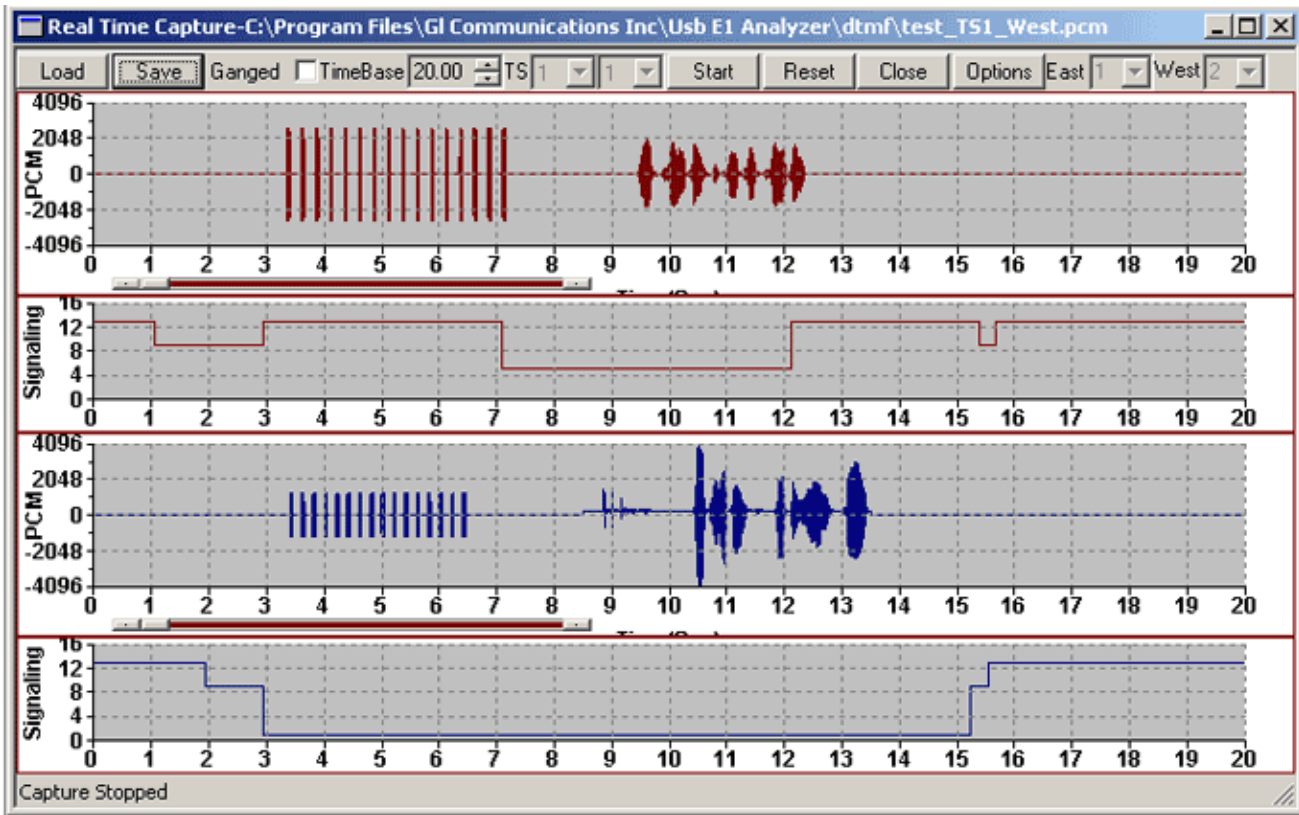 Real Time Capture-C:\Program Files\Gl Communications Inc\Usb E1 Analyzer\dtmf\test_TS1_West.pcm
Load Save Ganged TimeBase 20.00 TS 1 1 Start Reset Close Options East 1 West 2
PCM
4096
2048
0
-2048
-4096
0 1 2 3 4 5 6 7 8 9 10 11 12 13 14 15 16 17 18 19 20
Signaling
16
12
8
4
0
0 1 2 3 4 5 6 7 8 9 10 11 12 13 14 15 16 17 18 19 20
PCM
4096
2048
0
-2048
-4096
0 1 2 3 4 5 6 7 8 9 10 11 12 13 14 15 16 17 18 19 20
Signaling
16
12
8
4
0
0 1 2 3 4 5 6 7 8 9 10 11 12 13 14 15 16 17 18 19 20
Capture Stopped